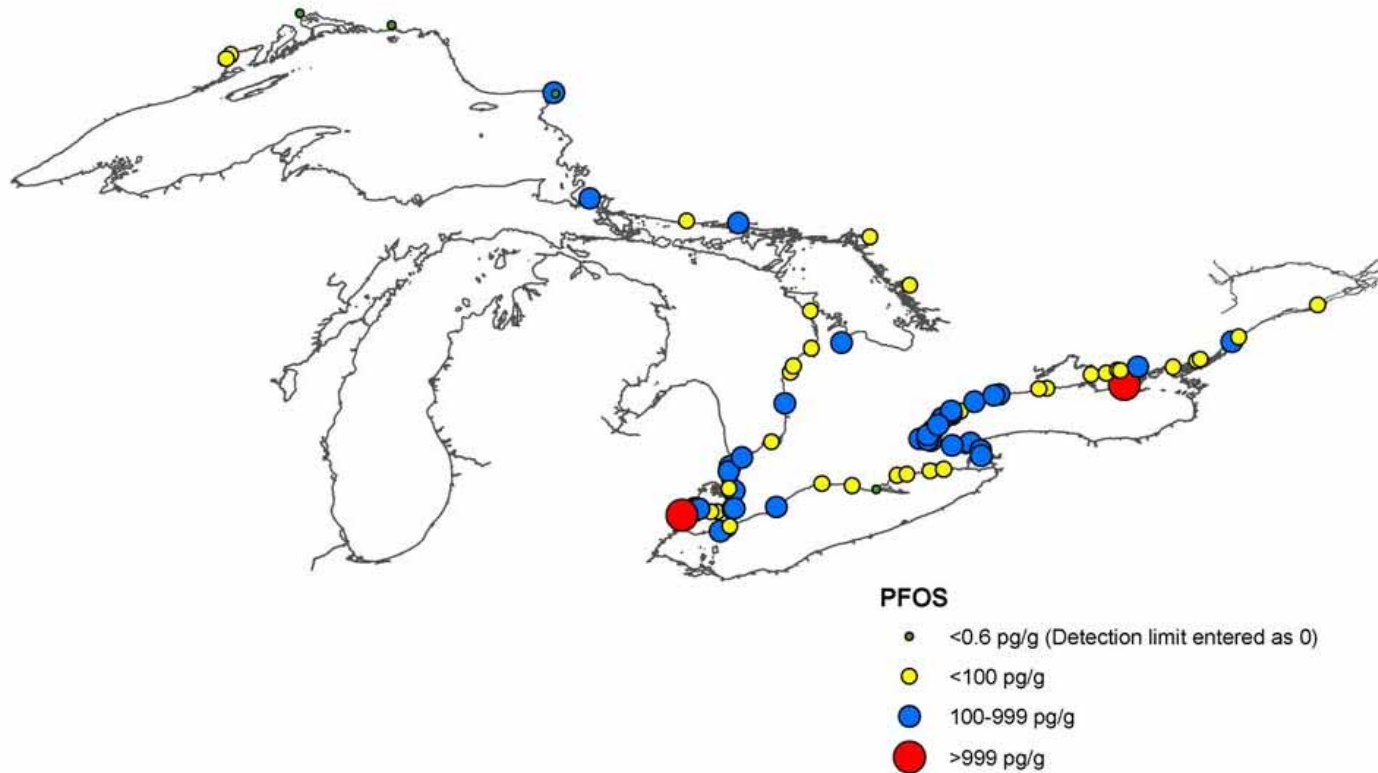 PFOS
<0.6 pg/g (Detection limit entered as 0)
<100 pg/g
100-999 pg/g
>999 pg/g